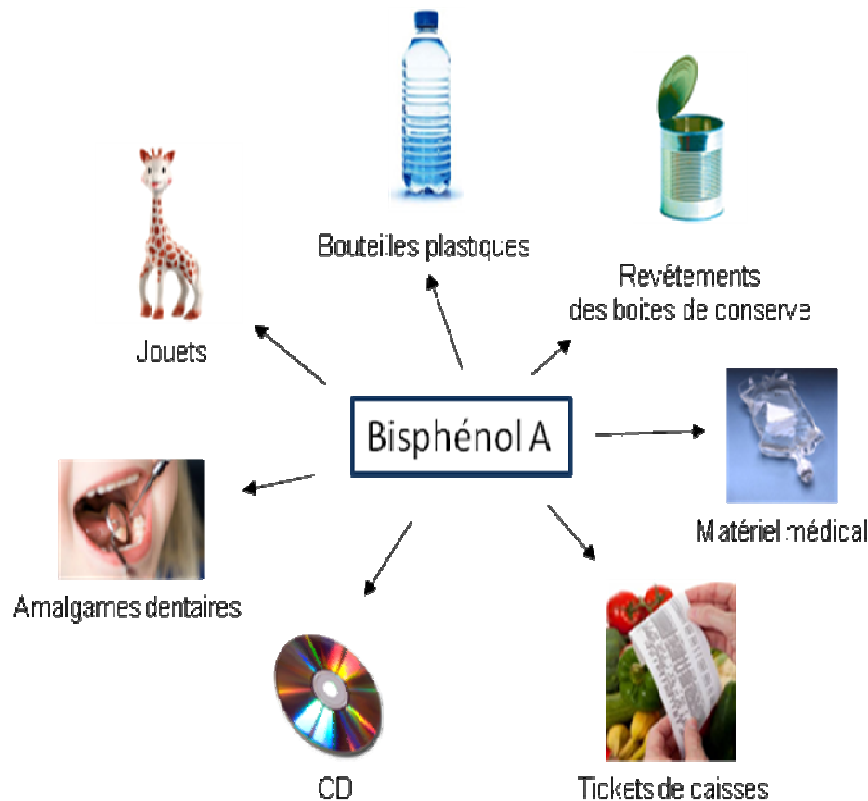 Bouteilles plastiques
Revêtements
des boites de conserve
Jouets
Bisphénol A
Matériel médical
Amalgames dentaires
CD
Tickets de caisses